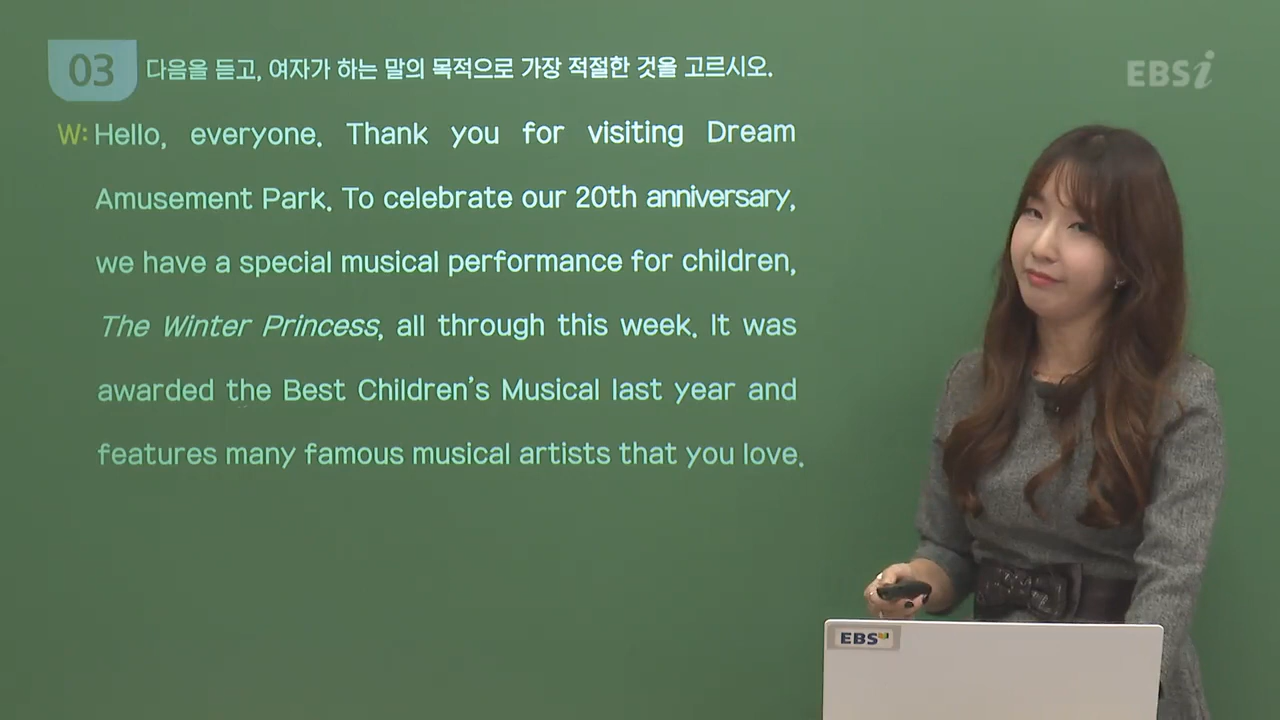 03 다음을 듣고, 여자가 하는 말의 목적으로 가장 적절한 것을 고르시오.
EBSi
W: Hello, everyone. Thank you for visiting Dream
Amusement Park. To celebrate our 20th anniversary,
we have a special musical performance for children,
The Winter Princess, all through this week. It was
awarded the Best Children's Musical last year and
features many famous musical artists that you love.
EBS